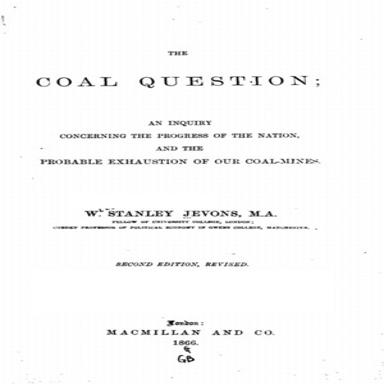 THE
COAL QUESTION;
AN INQUIRY
CONCERNING THE PROGRESS OF THE NATION,
AND THE
PROBABLE EXHAUSTION OF OUR COAL-MINES.
W. STANLEY JEVONS, M.A.
FELLOW OF UNIVERSITY COLLEGE, LONDON;
COBDEN PROFESSOR OF POLITICAL ECONOMY IN OWENS COLLEGE, MANCHESTER.
SECOND EDITION, REVISED.
London:
MACMILLAN AND CO.
1866.
GB